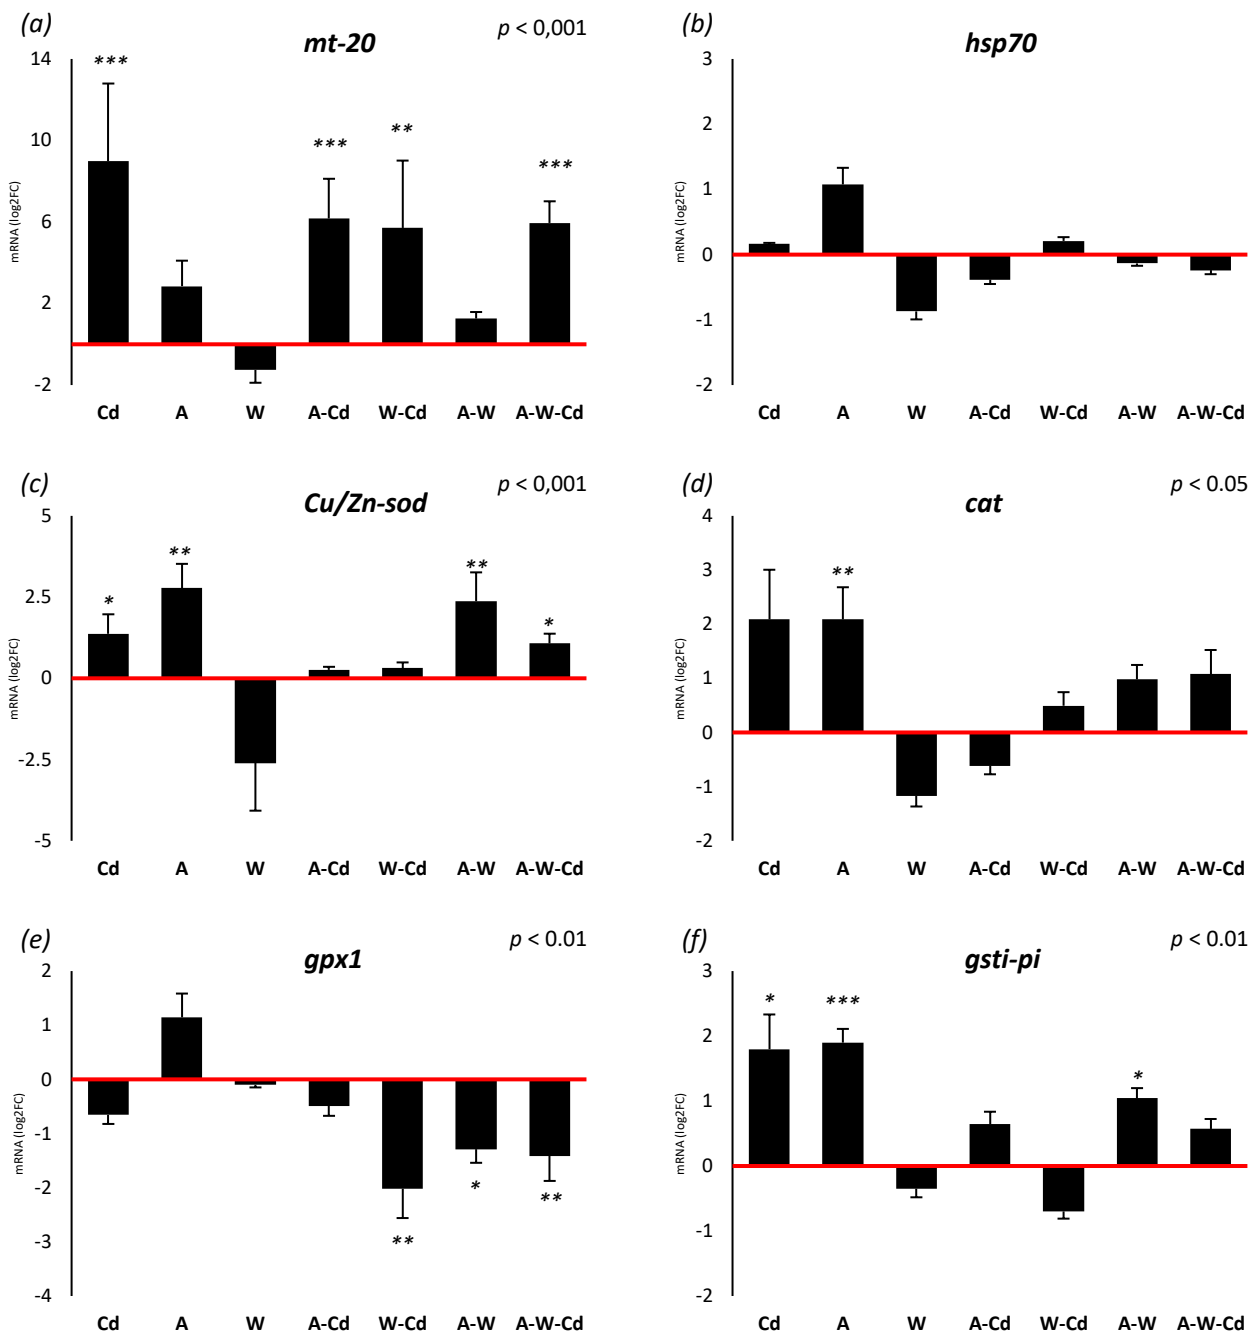 (a)
mt-20
p < 0,001
14
10
6
2
-2
mRNA (log2FC)
***
***
**
***
Cd A W A-Cd W-Cd A-W A-W-Cd
(b)
hsp70
3
2
1
0
-1
-2
mRNA (log2FC)
Cd A W A-Cd W-Cd A-W A-W-Cd
(c)
Cu/Zn-sod
p < 0,001
5
2.5
0
-2.5
-5
mRNA (log2FC)
*
**
**
*
Cd A W A-Cd W-Cd A-W A-W-Cd
(d)
cat
p < 0.05
4
3
2
1
0
-1
-2
mRNA (log2FC)
**
Cd A W A-Cd W-Cd A-W A-W-Cd
(e)
gpx1
p < 0.01
2
1
0
-1
-2
-3
-4
mRNA (log2FC)
**
*
**
Cd A W A-Cd W-Cd A-W A-W-Cd
(f)
gsti-pi
p < 0.01
3
2
1
0
-1
-2
mRNA (log2FC)
*
***
*
Cd A W A-Cd W-Cd A-W A-W-Cd